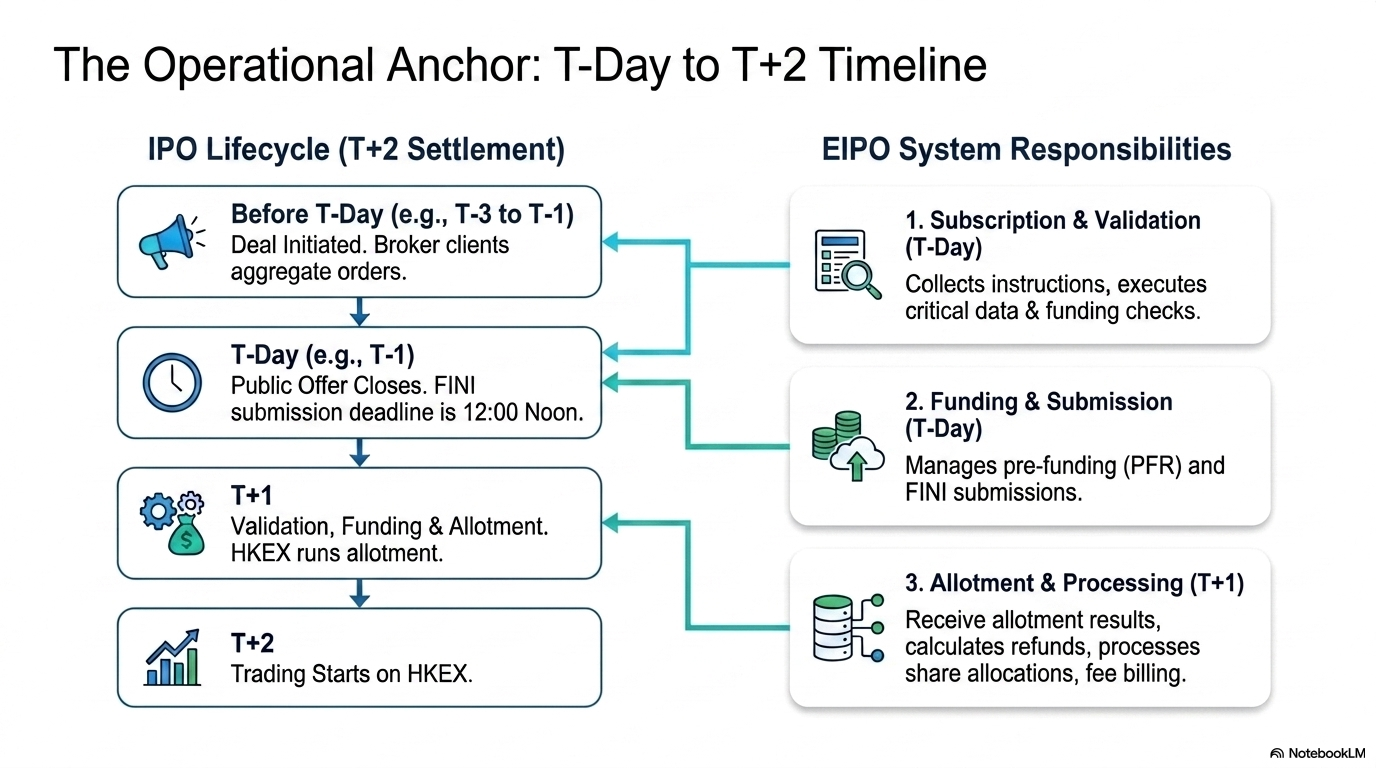 The Operational Anchor: T-Day to T+2 Timeline
IPO Lifecycle (T+2 Settlement)
Before T-Day (e.g., T-3 to T-1)
Deal Initiated. Broker clients
aggregate orders.
T-Day (e.g., T-1)
Public Offer Closes. FINI
submission deadline is 12:00 Noon.
T+1
Validation, Funding & Allotment.
HKEX runs allotment.
$
T+2
Trading Starts on HKEX.
EIPO System Responsibilities
1. Subscription & Validation
(T-Day)
Collects instructions, executes
critical data & funding checks.
2. Funding & Submission
(T-Day)
Manages pre-funding (PFR) and
FINI submissions.
3. Allotment & Processing (T+1)
Receive allotment results,
calculates refunds, processes
share allocations, fee billing.
NotebookLM